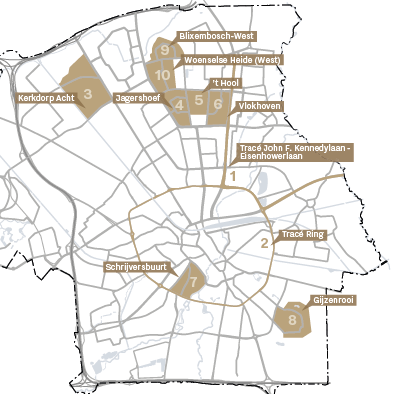 Blixembosch-West
9
Woenselse Heide (West)
10
't Hool
3
Kerkdorp Acht
Jagershoef
4
5
6
Vlokhoven
Tracé John F. Kennedylaan -
Eisenhowerlaan
1
Tracé Ring
2
Schrijversbuurt
7
Gijzenrooi
8